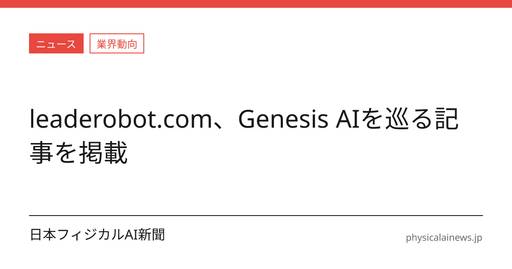 ニュース 業界動向
leaderobot.com、Genesis AIを巡る記
事を掲載
日本フィジカルAI新聞
physicalainews.jp